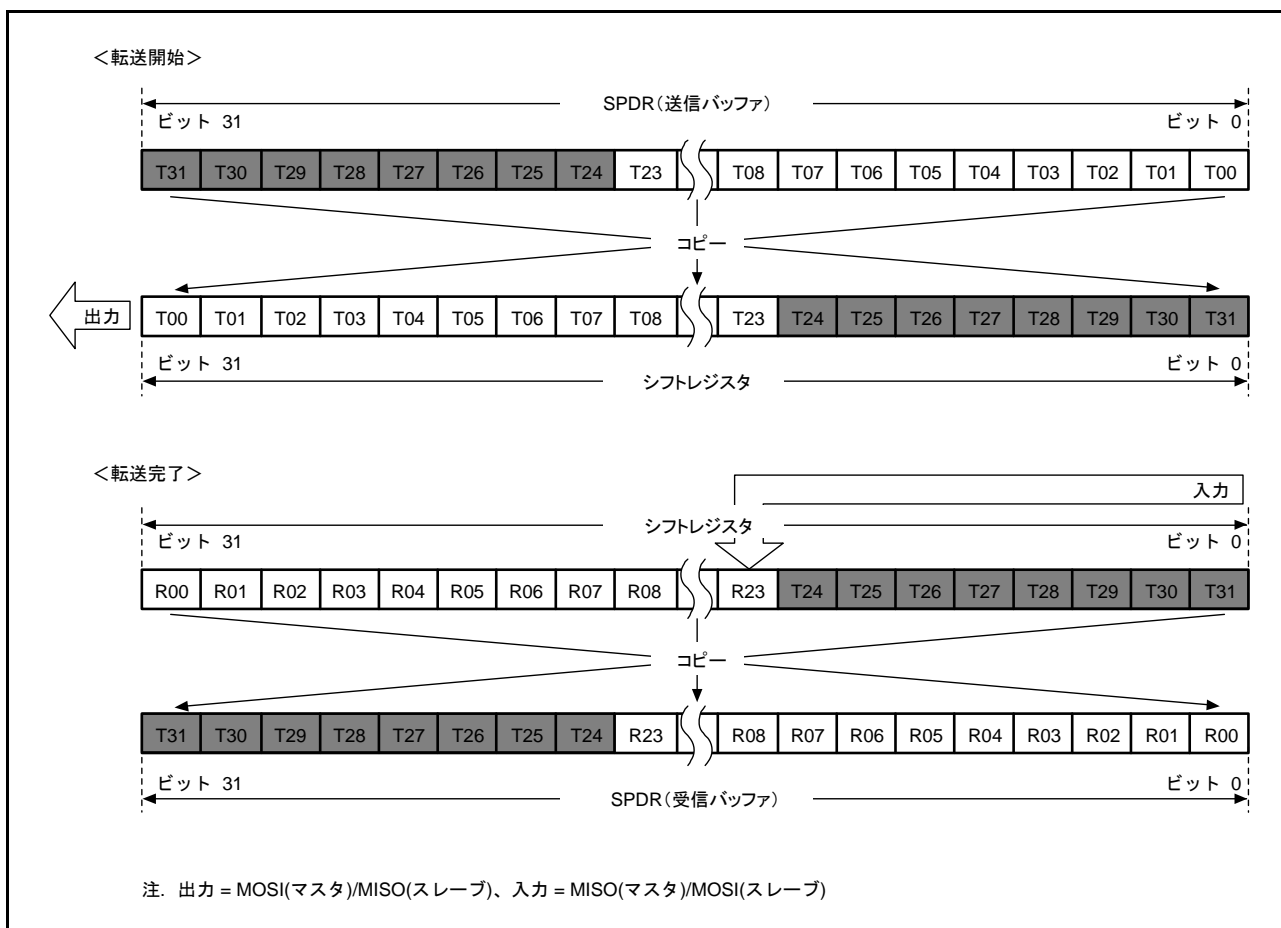 ＜転送開始＞
SPDR（送信バッファ）
ビット 31 ビット 0
T31 T30 T29 T28 T27 T26 T25 T24 T23 T08 T07 T06 T05 T04 T03 T02 T01 T00
コピー
出力 T00 T01 T02 T03 T04 T05 T06 T07 T08 T23 T24 T25 T26 T27 T28 T29 T30 T31
ビット 31 ビット 0
シフトレジスタ
＜転送完了＞
入力
シフトレジスタ
ビット 31 ビット 0
R00 R01 R02 R03 R04 R05 R06 R07 R08 R23 T24 T25 T26 T27 T28 T29 T30 T31
コピー
T31 T30 T29 T28 T27 T26 T25 T24 R23 R08 R07 R06 R05 R04 R03 R02 R01 R00
ビット 31 ビット 0
SPDR（受信バッファ）
注. 出力 = MOSI(マスタ)/MISO(スレーブ)、入力 = MISO(マスタ)/MOSI(スレーブ)